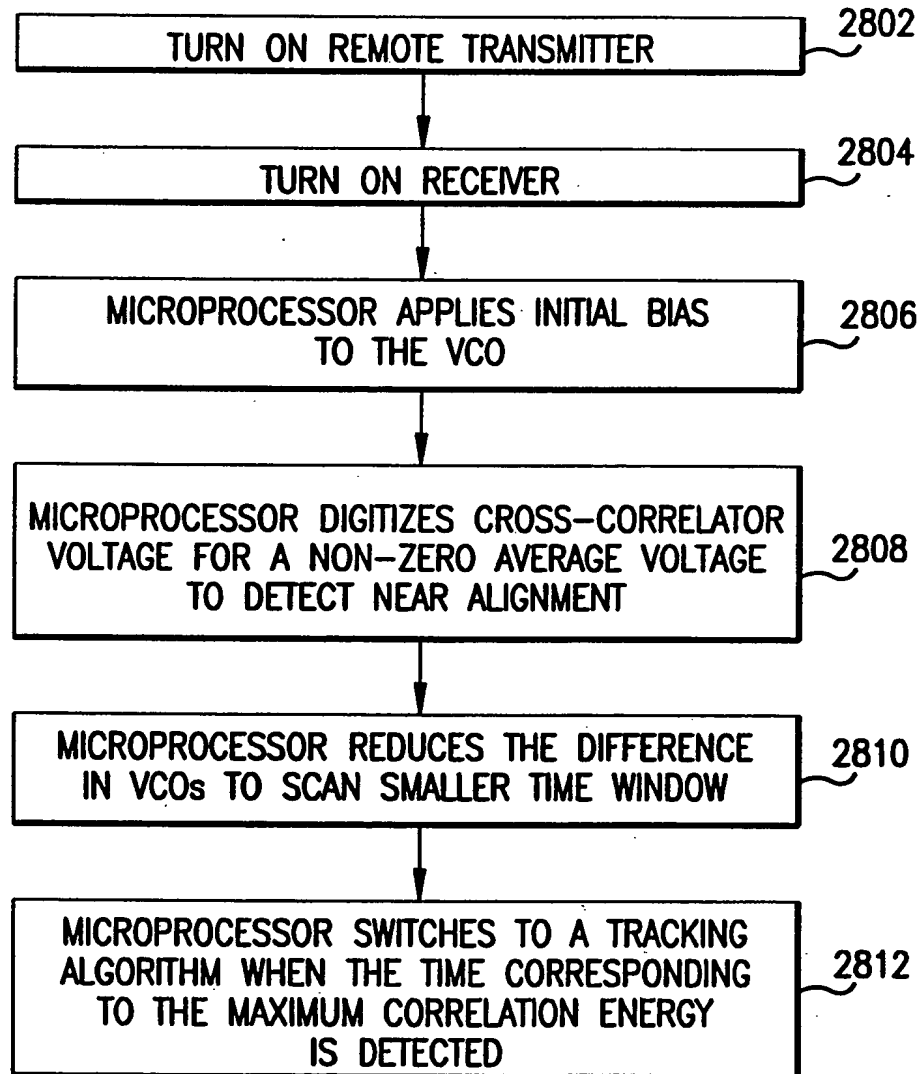 2802
TURN ON REMOTE TRANSMITTER
2804
TURN ON RECEIVER
MICROPROCESSOR APPLIES INITIAL BIAS
TO THE VCO
2806
MICROPROCESSOR DIGITIZES CROSS-CORRELATOR
VOLTAGE FOR A NON-ZERO AVERAGE VOLTAGE
TO DETECT NEAR ALIGNMENT
2808
MICROPROCESSOR REDUCES THE DIFFERENCE
IN VCOs TO SCAN SMALLER TIME WINDOW
2810
MICROPROCESSOR SWITCHES TO A TRACKING
ALGORITHM WHEN THE TIME CORRESPONDING
TO THE MAXIMUM CORRELATION ENERGY
IS DETECTED
2812